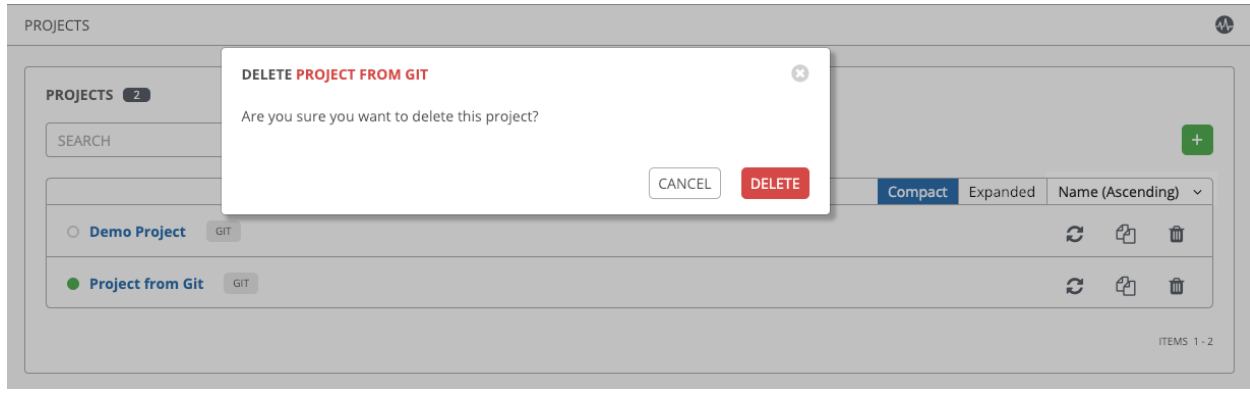 PROJECTS
DELETE PROJECT FROM GIT
PROJECTS 2
Are you sure you want to delete this project?
SEARCH
+
CANCEL DELETE
Compact Expanded Name (Ascending)
Demo Project GIT
Project from Git GIT
ITEMS 1 - 2